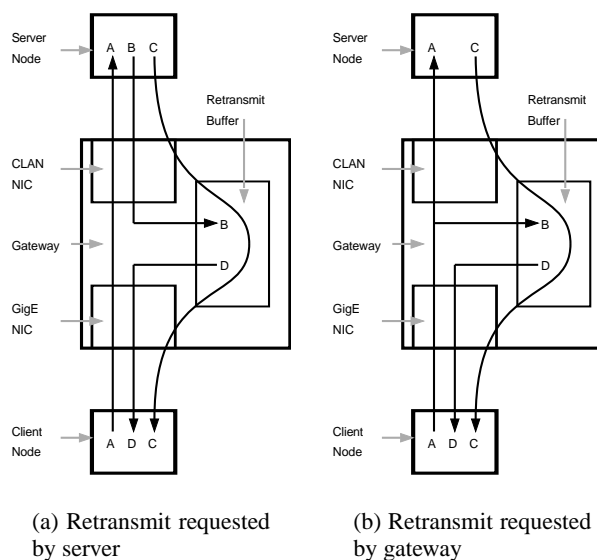 Server
Node
A B C
Retransmit
Buffer
CLAN
NIC
B
Gateway
D
GigE
NIC
Client
Node
A D C
(a) Retransmit requested
by server
Server
Node
A C
Retransmit
Buffer
CLAN
NIC
B
Gateway
D
GigE
NIC
Client
Node
A D C
(b) Retransmit requested
by gateway